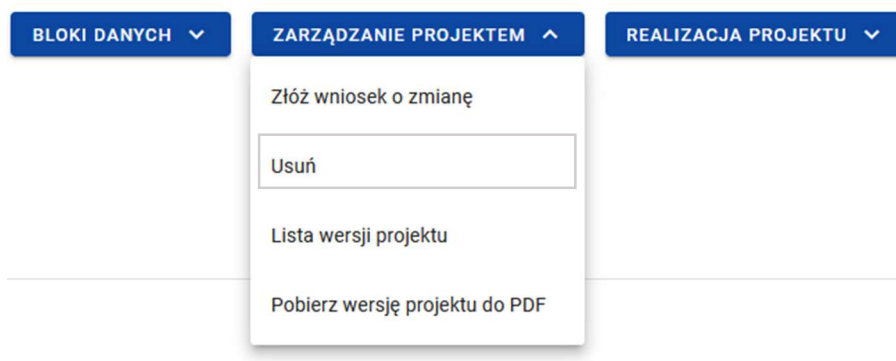 BLOKI DANYCH
ZARZĄDZANIE PROJEKTEM
REALIZACJA PROJEKTU
Złóż wniosek o zmianę
Usuń
Lista wersji projektu
Pobierz wersję projektu do PDF